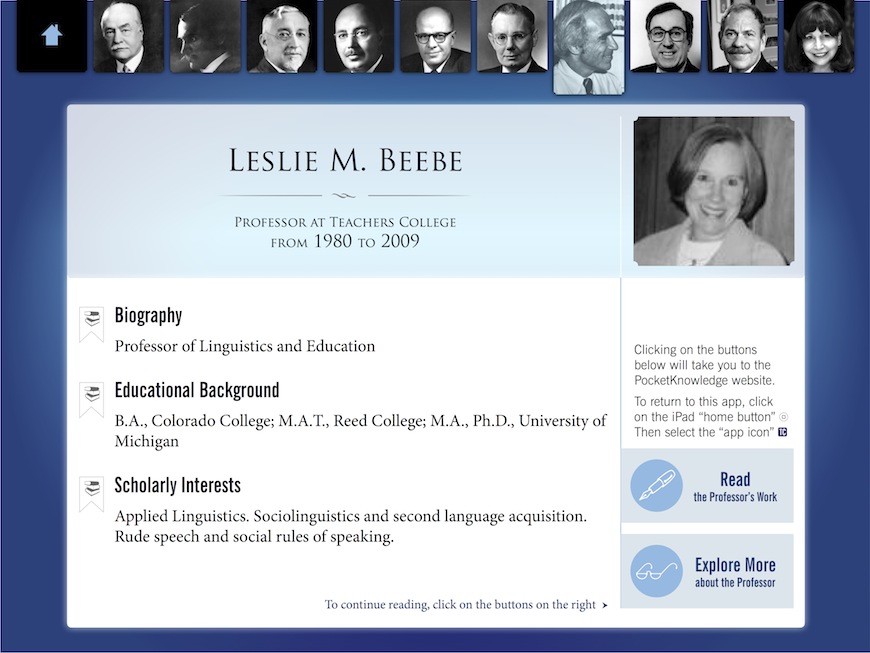 Leslie M. Beebe
Professor at Teachers College
from 1980 to 2009
Biography
Professor of Linguistics and Education
Educational Background
B.A., Colorado College; M.A.T., Reed College; M.A., Ph.D., University of
Michigan
Scholarly Interests
Applied Linguistics. Sociolinguistics and second language acquisition.
Rude speech and social rules of speaking.
To continue reading, click on the buttons on the right
Clicking on the buttons
below will take you to the
PocketKnowledge website.
To return to this app, click
on the iPad “home button”
Then select the “app icon” TC
Read
the Professor's Work
Explore More
about the Professor